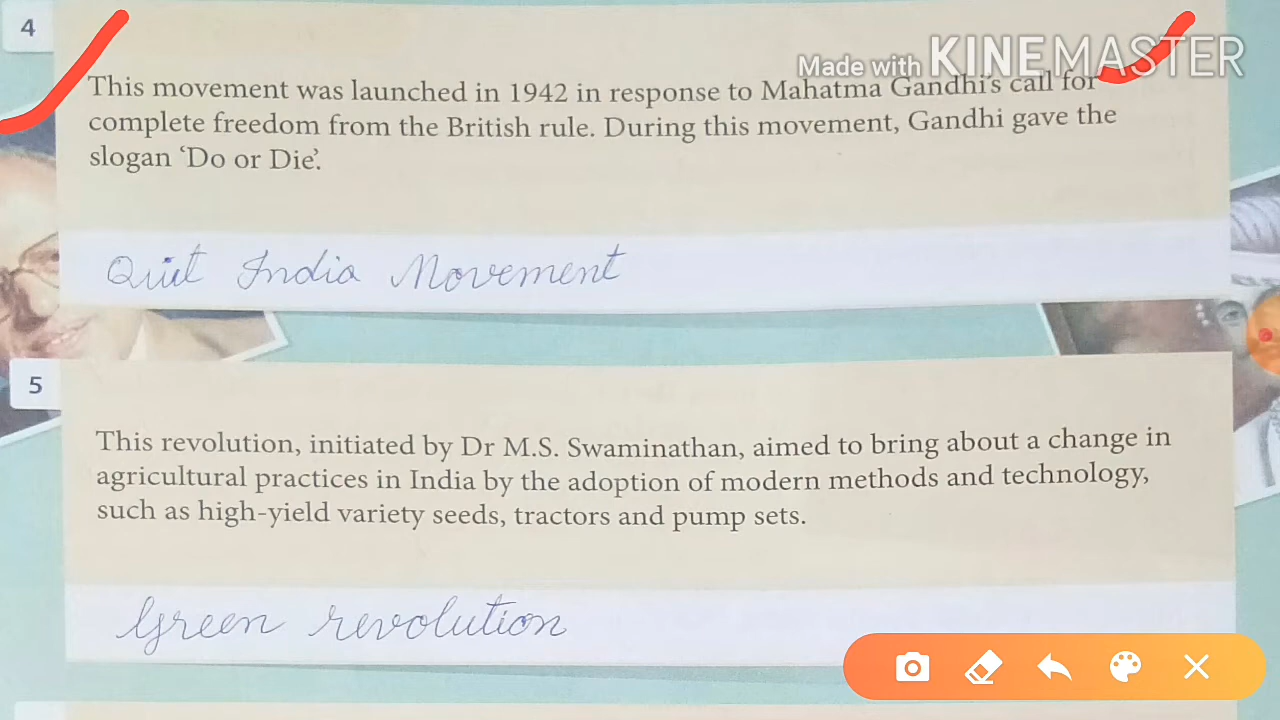 4
Made with KINEMASTER
This movement was launched in 1942 in response to Mahatma Gandhi's call for
complete freedom from the British rule. During this movement, Gandhi gave the
slogan ‘Do or Die’.
Quiet India Movement
5
This revolution, initiated by Dr M.S. Swaminathan, aimed to bring about a change in
agricultural practices in India by the adoption of modern methods and technology,
such as high-yield variety seeds, tractors and pump sets.
Green revolution